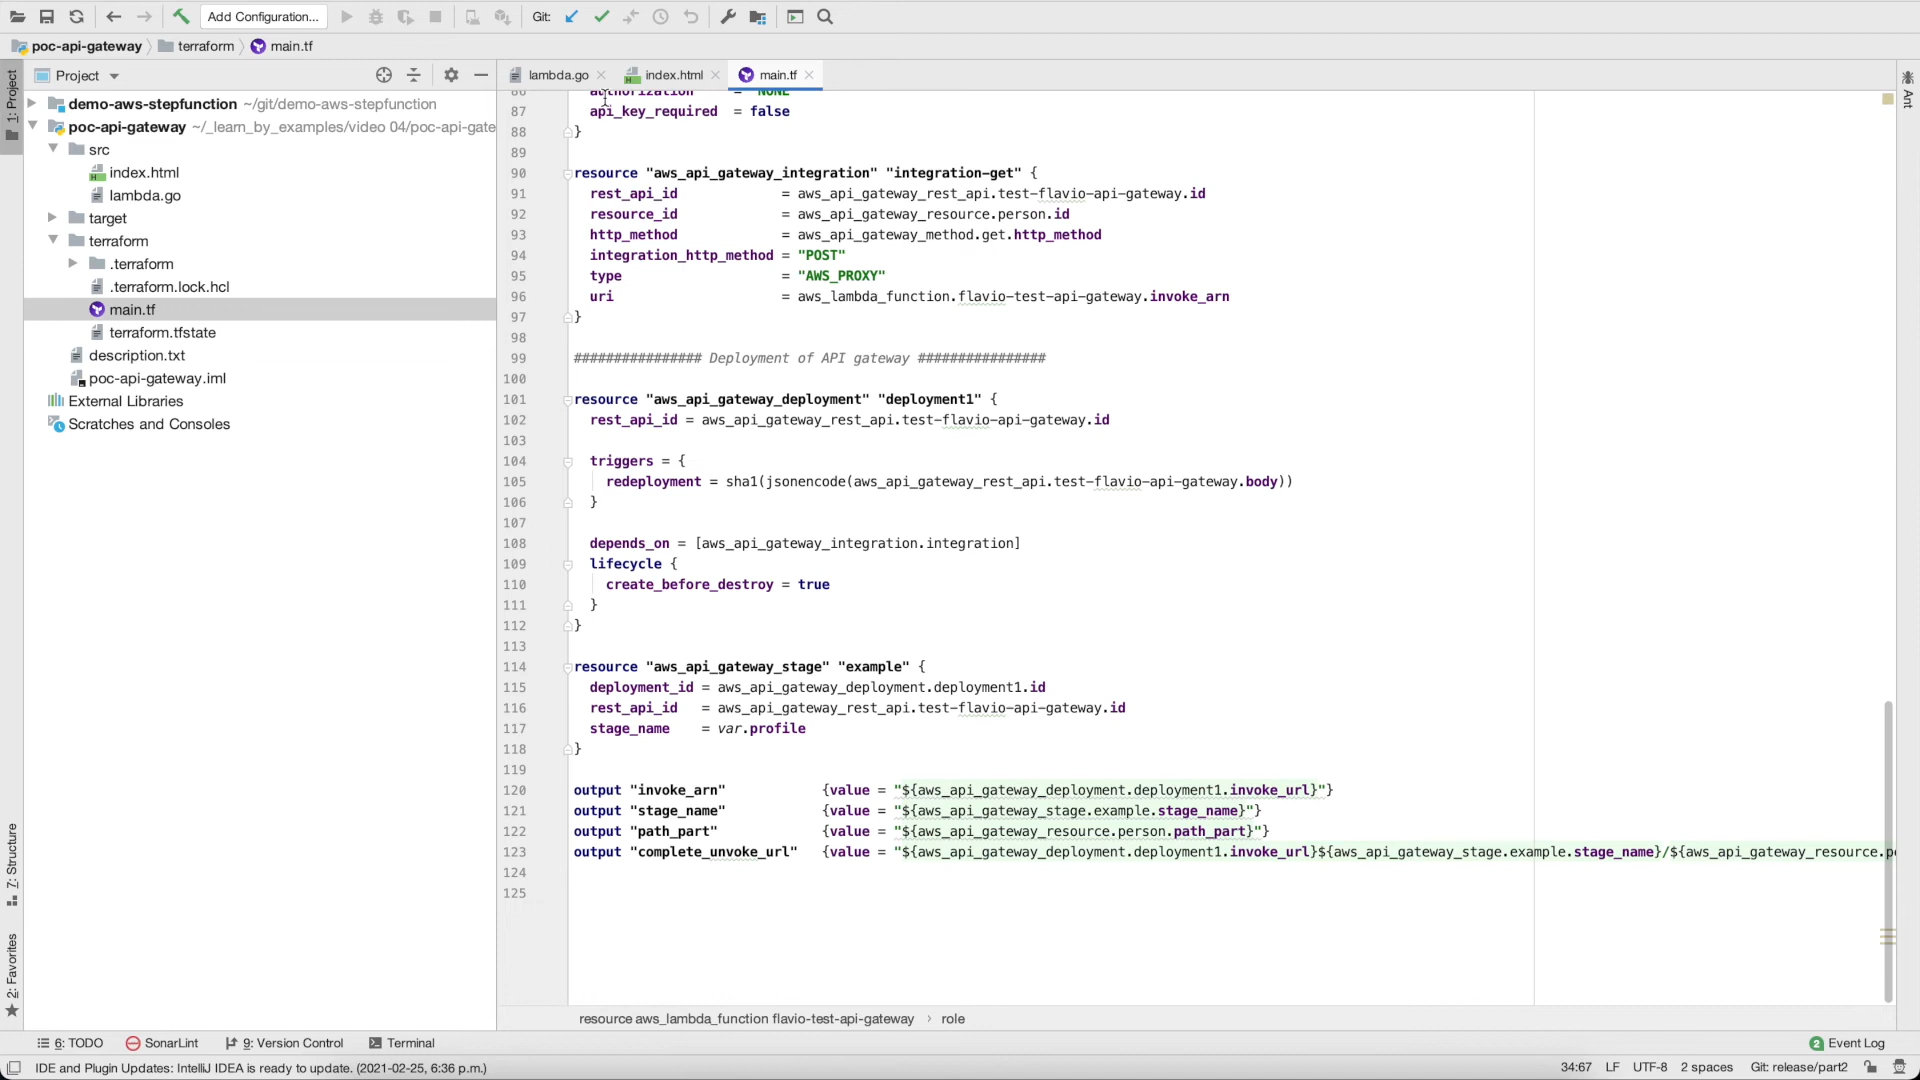 Add Configuration...
Git:
poc-api-gateway
terraform
main.tf
1: Project
Project
lambda.go
index.html
main.tf
Ant
demo-aws-stepfunction ~/git/demo-aws-stepfunction
poc-api-gateway ~/_learn_by_examples/video 04/poc-api-gate
src
index.html
lambda.go
target
terraform
.terraform
.terraform.lock.hcl
main.tf
terraform.tfstate
description.txt
poc-api-gateway.iml
External Libraries
Scratches and Consoles
86 authorization = "NONE"
87 api_key_required = false
88 }
89
90 resource "aws_api_gateway_integration" "integration-get" {
91 rest_api_id = aws_api_gateway_rest_api.test-flavio-api-gateway.id
92 resource_id = aws_api_gateway_resource.person.id
93 http_method = aws_api_gateway_method.get.http_method
94 integration_http_method = "POST"
95 type = "AWS_PROXY"
96 uri = aws_lambda_function.flavio-test-api-gateway.invoke_arn
97 }
98
99 ################ Deployment of API gateway ################
100
101 resource "aws_api_gateway_deployment" "deployment1" {
102 rest_api_id = aws_api_gateway_rest_api.test-flavio-api-gateway.id
103
104 triggers = {
105 redeployment = sha1(jsonencode(aws_api_gateway_rest_api.test-flavio-api-gateway.body))
106 }
107
108 depends_on = [aws_api_gateway_integration.integration]
109 lifecycle {
110 create_before_destroy = true
111 }
112 }
113
114 resource "aws_api_gateway_stage" "example" {
115 deployment_id = aws_api_gateway_deployment.deployment1.id
116 rest_api_id = aws_api_gateway_rest_api.test-flavio-api-gateway.id
117 stage_name = var.profile
118 }
119
120 output "invoke_arn" {value = "${aws_api_gateway_deployment.deployment1.invoke_url}"}
121 output "stage_name" {value = "${aws_api_gateway_stage.example.stage_name}"}
122 output "path_part" {value = "${aws_api_gateway_resource.person.path_part}"}
123 output "complete_unvoke_url" {value = "${aws_api_gateway_deployment.deployment1.invoke_url}${aws_api_gateway_stage.example.stage_name}/${aws_api_gateway_resource.pe
124
125
7: Structure
2: Favorites
resource aws_lambda_function flavio-test-api-gateway › role
6: TODO
SonarLint
9: Version Control
Terminal
2 Event Log
IDE and Plugin Updates: IntelliJ IDEA is ready to update. (2021-02-25, 6:36 p.m.)
34:67 LF UTF-8 2 spaces Git: release/part2